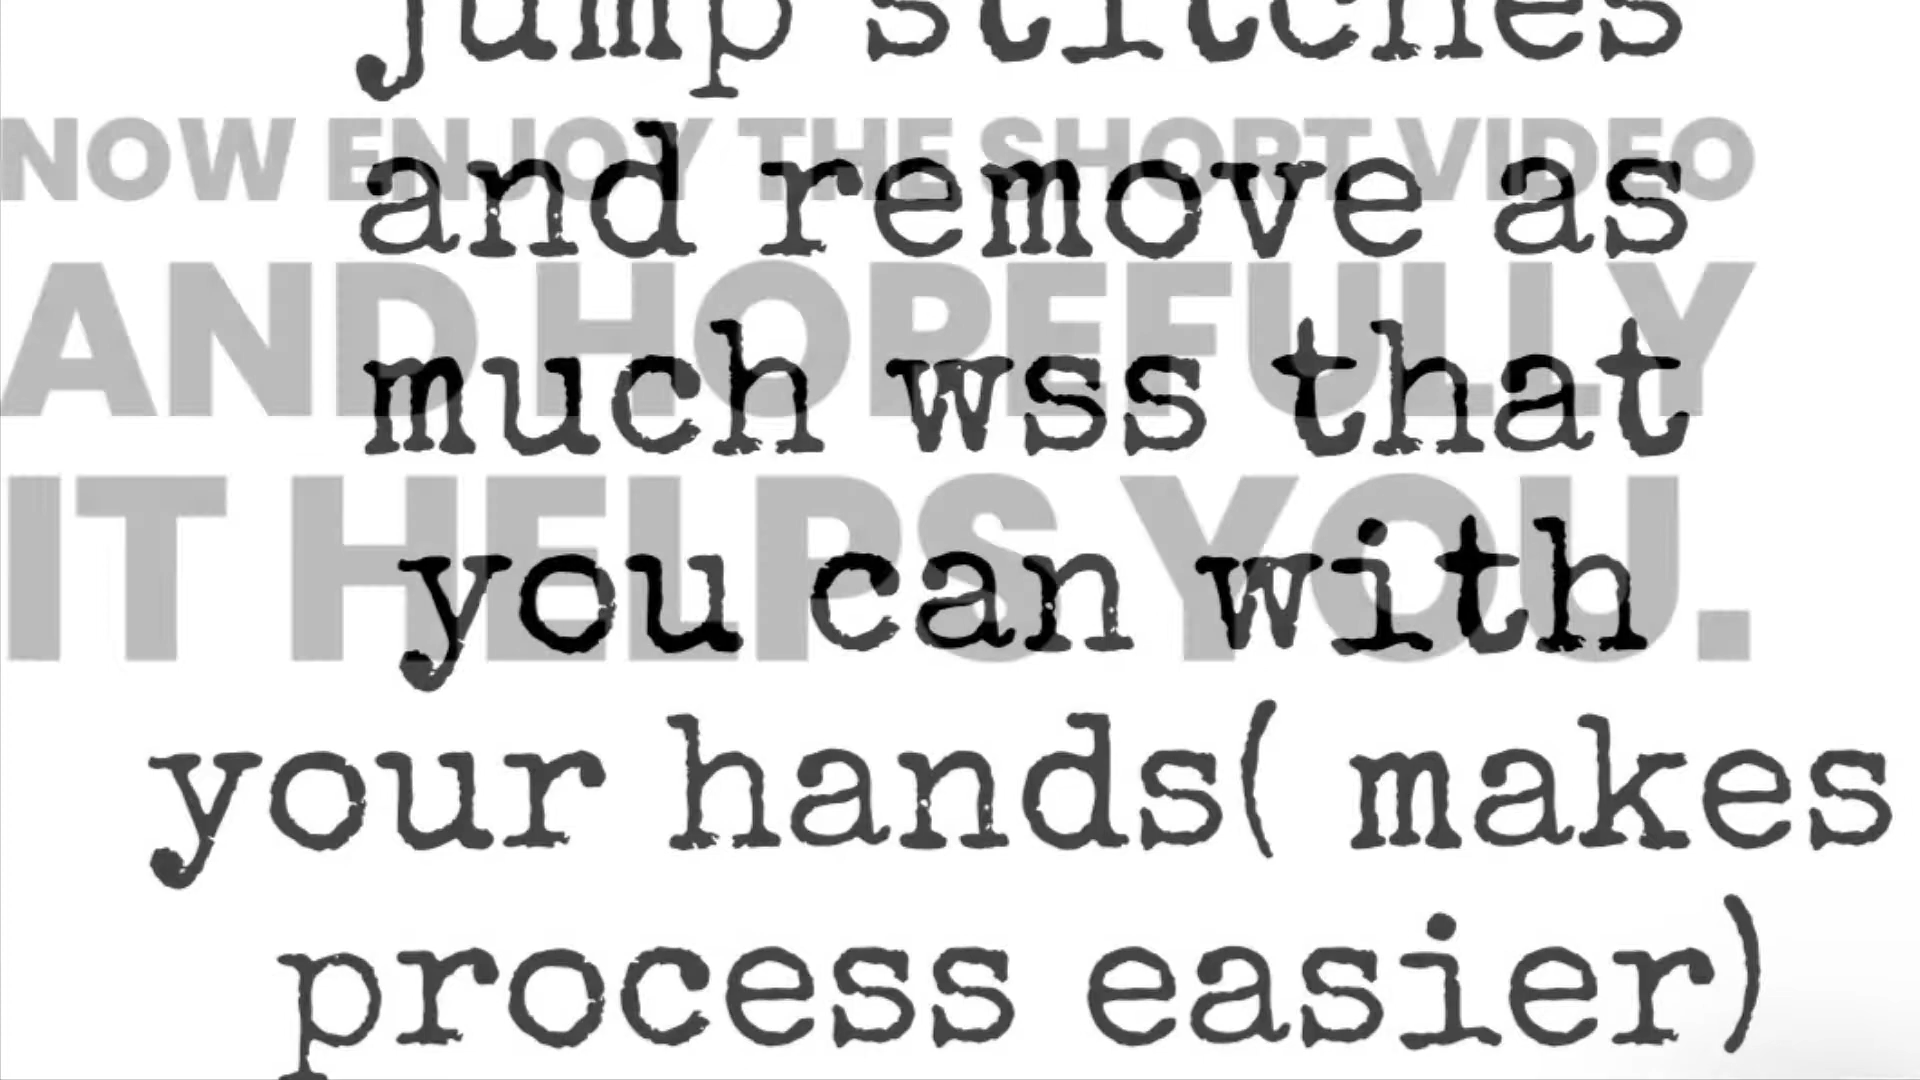 jump stitches
and remove as
much wss that
you can with
your hands( makes
process easier)
NOW ENJOY THE SHORT VIDEO
AND HOPEFULLY
IT HELPS YOU.